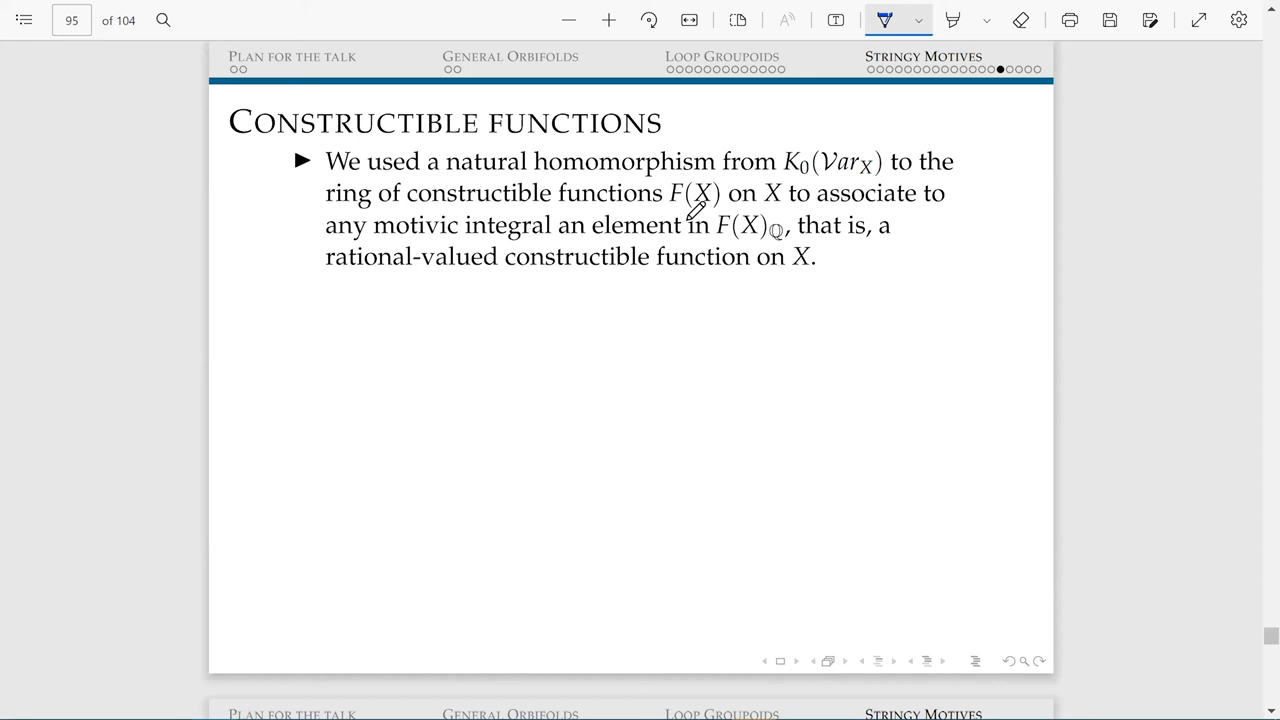 95 of 104
PLAN FOR THE TALK GENERAL ORBIFOLDS LOOP GROUPOIDS STRINGY MOTIVES
CONSTRUCTIBLE FUNCTIONS
▶ We used a natural homomorphism from K₀(𝒱ar_X) to the
ring of constructible functions F(X) on X to associate to
any motivic integral an element in F(X)_ℚ, that is, a
rational-valued constructible function on X.
PLAN FOR THE TALK GENERAL ORBIFOLDS LOOP GROUPOIDS STRINGY MOTIVES